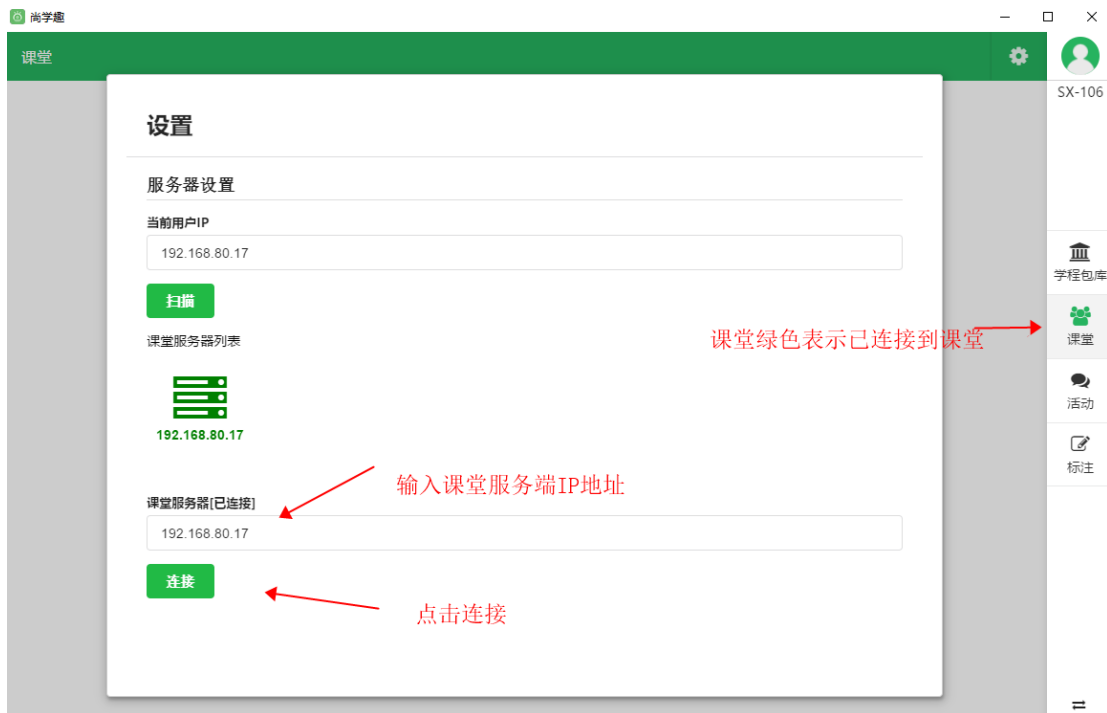 尚学趣
课堂
SX-106
设置
服务器设置
当前用户IP
192.168.80.17
扫描
课堂服务器列表
192.168.80.17
课堂服务器[已连接]
192.168.80.17
连接
输入课堂服务端IP地址
点击连接
课堂绿色表示已连接到课堂
学程包库
课堂
活动
标注